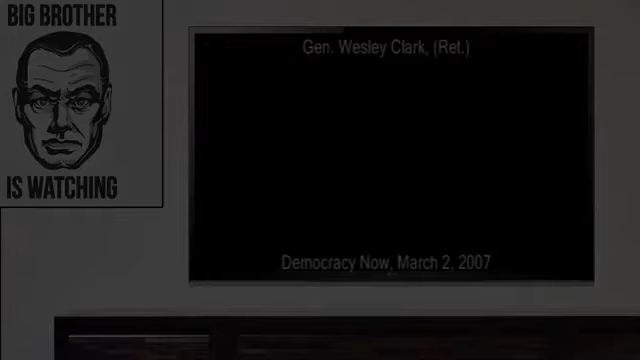 BIG BROTHER
IS WATCHING
Gen. Wesley Clark, (Ret.)
Democracy Now, March 2, 2007